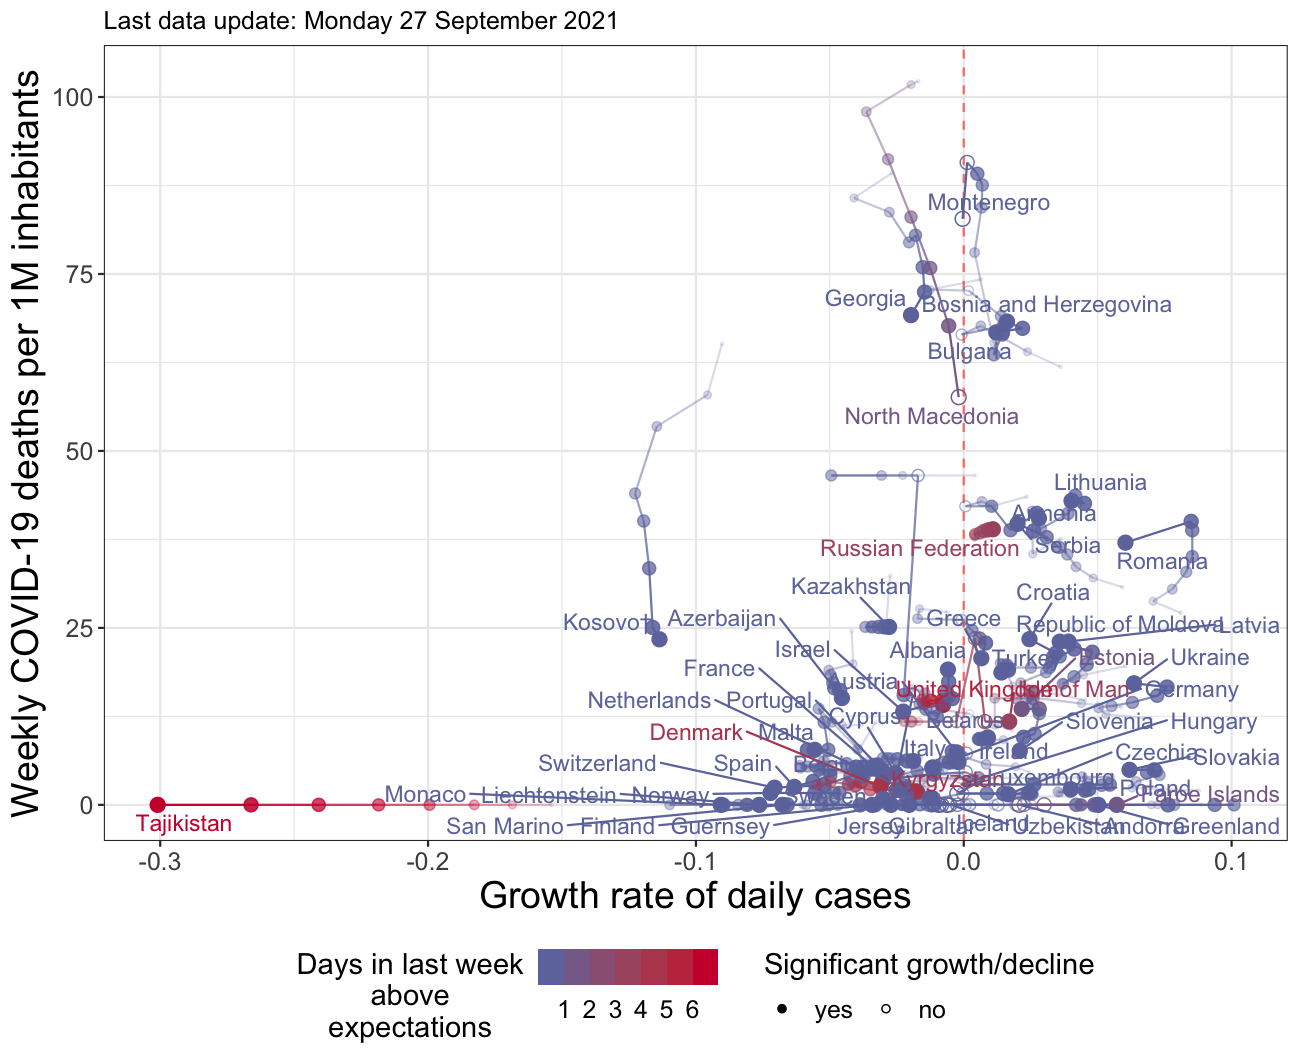 Last data update: Monday 27 September 2021
Weekly COVID-19 deaths per 1M inhabitants
100
75
50
25
0
Montenegro
Georgia
Bosnia and Herzegovina
Bulgaria
North Macedonia
Lithuania
Armenia
Russian Federation
Serbia
Romania
Kazakhstan
Croatia
Kosovo
Azerbaijan
Greece
Republic of Moldova
Latvia
Israel
Albania
Turkey
Estonia
Ukraine
France
Austria
United Kingdom
Isle of Man
Germany
Netherlands
Portugal
Cyprus
Belarus
Slovenia
Hungary
Denmark
Malta
Italy
Ireland
Czechia
Slovakia
Switzerland
Spain
Belgium
Kyrgyzstan
Luxembourg
Poland
Monaco
Liechtenstein
Norway
Sweden
Faroe Islands
Tajikistan
San Marino
Finland
Guernsey
Jersey
Gibraltar
Iceland
Uzbekistan
Andorra
Greenland
-0.3
-0.2
-0.1
0.0
0.1
Growth rate of daily cases
Days in last week
above
expectations
1 2 3 4 5 6
Significant growth/decline
yes
no